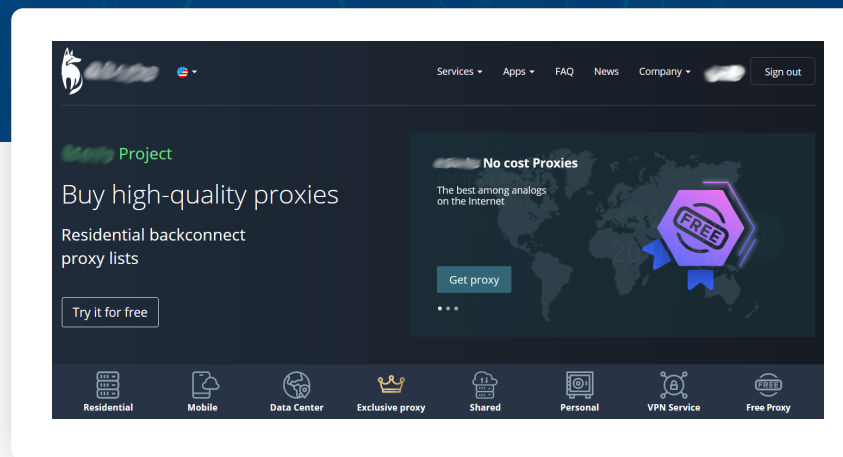 Services Apps FAQ News Company Sign out
Project
Buy high-quality proxies
Residential backconnect
proxy lists
Try it for free
No cost Proxies
The best among analogs
on the Internet
FREE
Get proxy
Residential Mobile Data Center Exclusive proxy Shared Personal VPN Service FREE Free Proxy